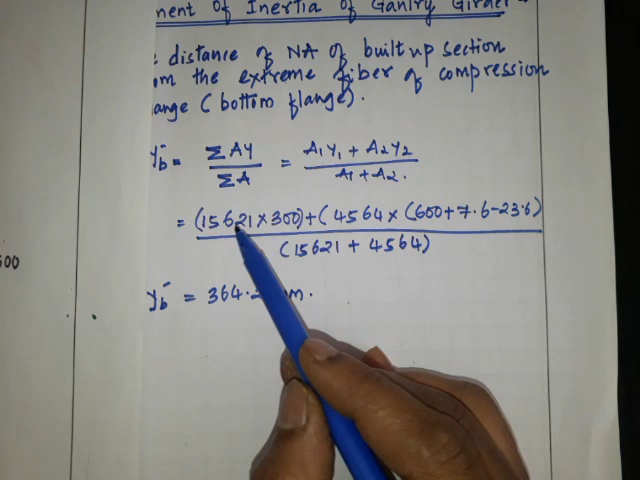 nent of Inertia of Gantry Girder
distance of NA of built up section
om the extreme fiber of compression
ange (bottom flange).
ȳb = ΣAY / ΣA = A1Y1 + A2Y2 / A1 + A2.
= (15621 × 300) + (4564 × (600 + 7.6 - 23.6) / (15621 + 4564)
500
ȳb = 364.2 m.